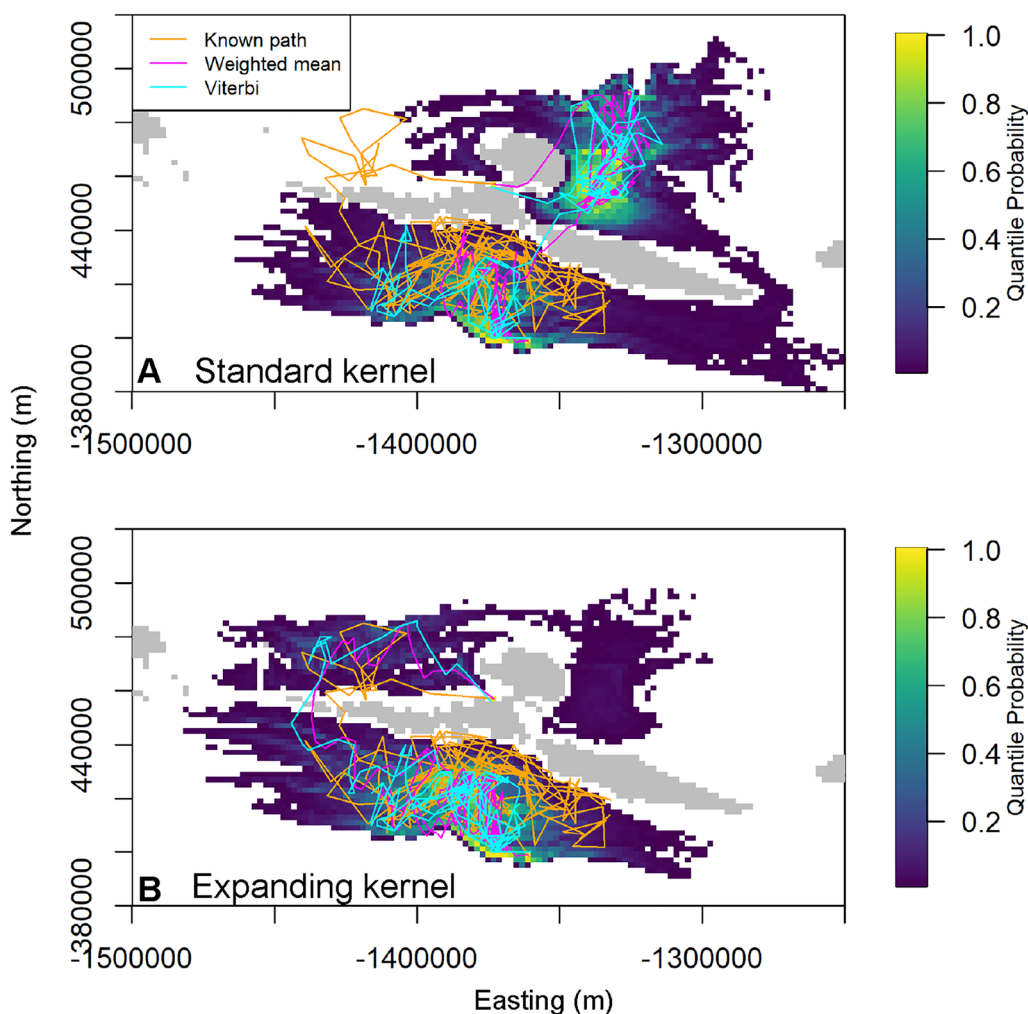 Known path
Weighted mean
Viterbi
500000
440000
380000
A Standard kernel
-1500000
-1400000
-1300000
1.0
0.8
0.6
0.4
0.2
Quantile Probability
Northing (m)
500000
440000
380000
B Expanding kernel
-1500000
-1400000
-1300000
1.0
0.8
0.6
0.4
0.2
Quantile Probability
Easting (m)